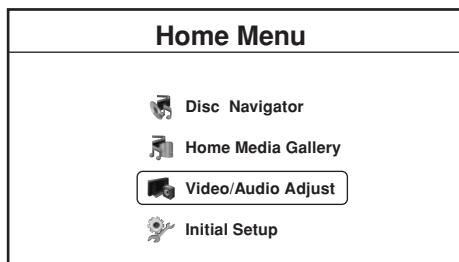 Home Menu
Disc Navigator
Home Media Gallery
Video/Audio Adjust
Initial Setup